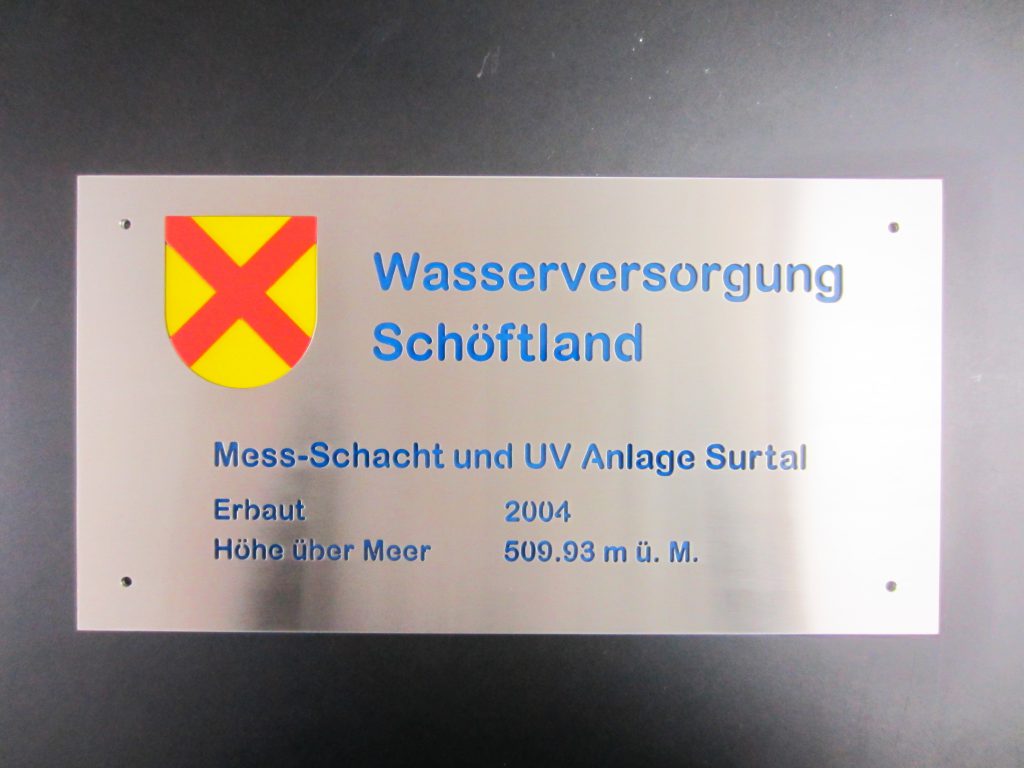 Wasserversorgung
Schöftland
Mess-Schacht und UV Anlage Surtal
Erbaut 2004
Höhe über Meer 509.93 m ü. M.